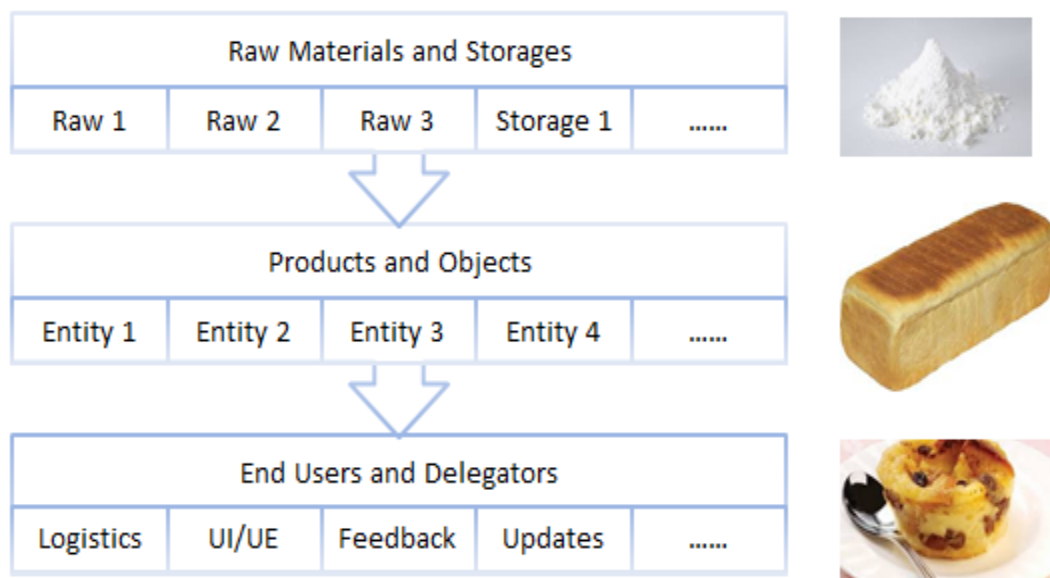 Raw Materials and Storages
Raw 1 Raw 2 Raw 3 Storage 1 ......
Products and Objects
Entity 1 Entity 2 Entity 3 Entity 4 ......
End Users and Delegators
Logistics UI/UE Feedback Updates ......